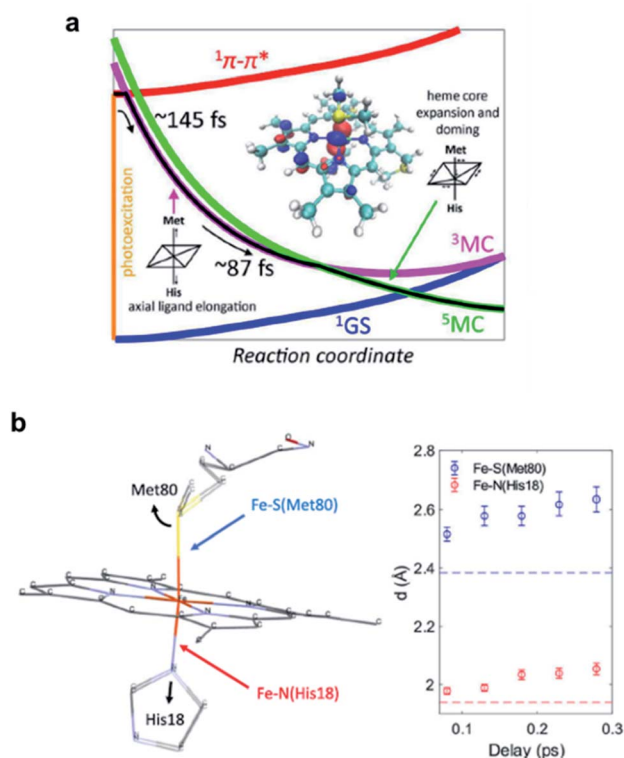 a
¹π-π*
~145 fs
heme core
expansion and
doming
Met
His
photoexcitation
Met
His
axial ligand elongation
~87 fs
³MC
¹GS
⁵MC
Reaction coordinate
b
Met80
Fe-S(Met80)
Fe-N(His18)
His18
Fe-S(Met80)
Fe-N(His18)
d (Å)
2.8
2.6
2.4
2.2
2
0.1
0.2
0.3
Delay (ps)